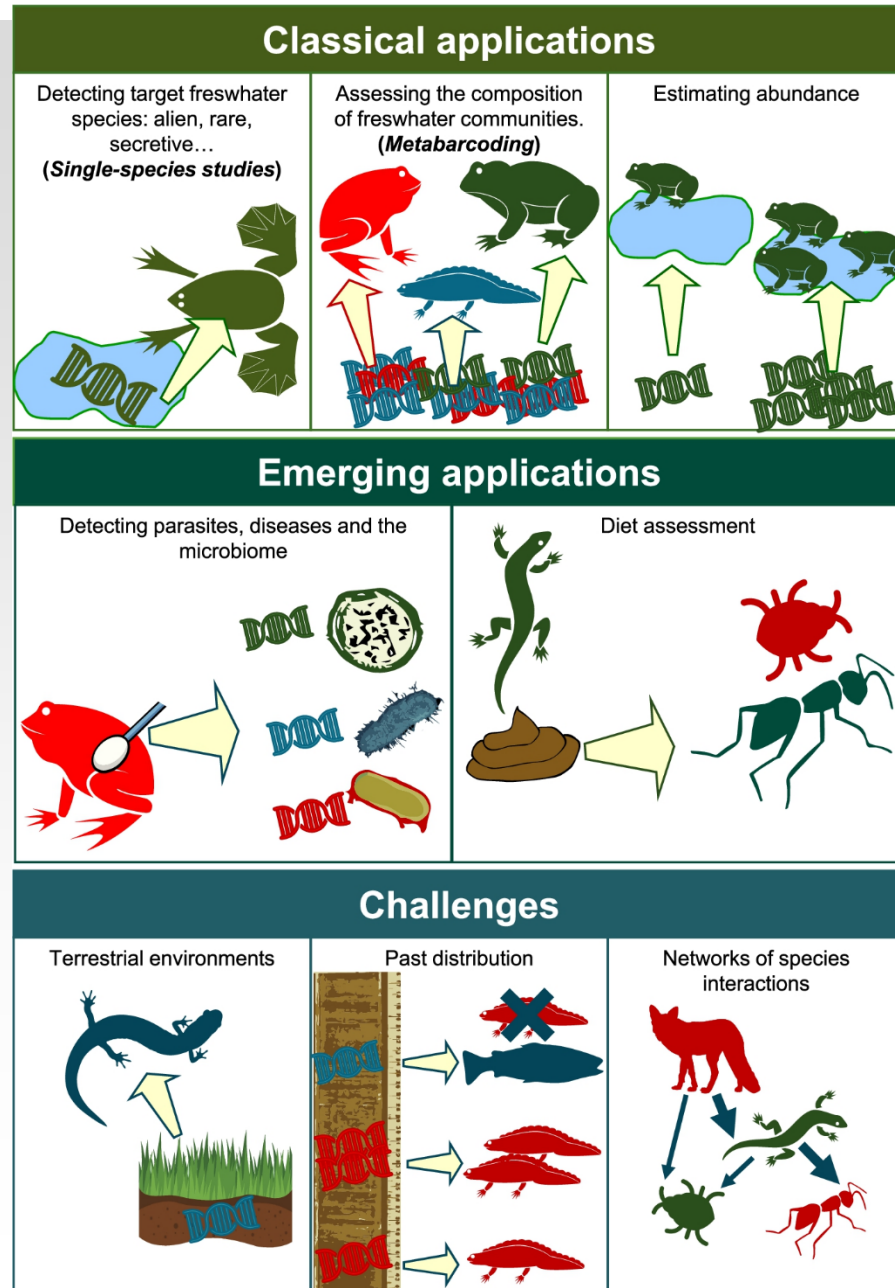 Classical applications
Detecting target freswhater
species: alien, rare,
secretive…
(Single-species studies)
Assessing the composition
of freswhater communities.
(Metabarcoding)
Estimating abundance
Emerging applications
Detecting parasites, diseases and the
microbiome
Diet assessment
Challenges
Terrestrial environments
Past distribution
Networks of species
interactions